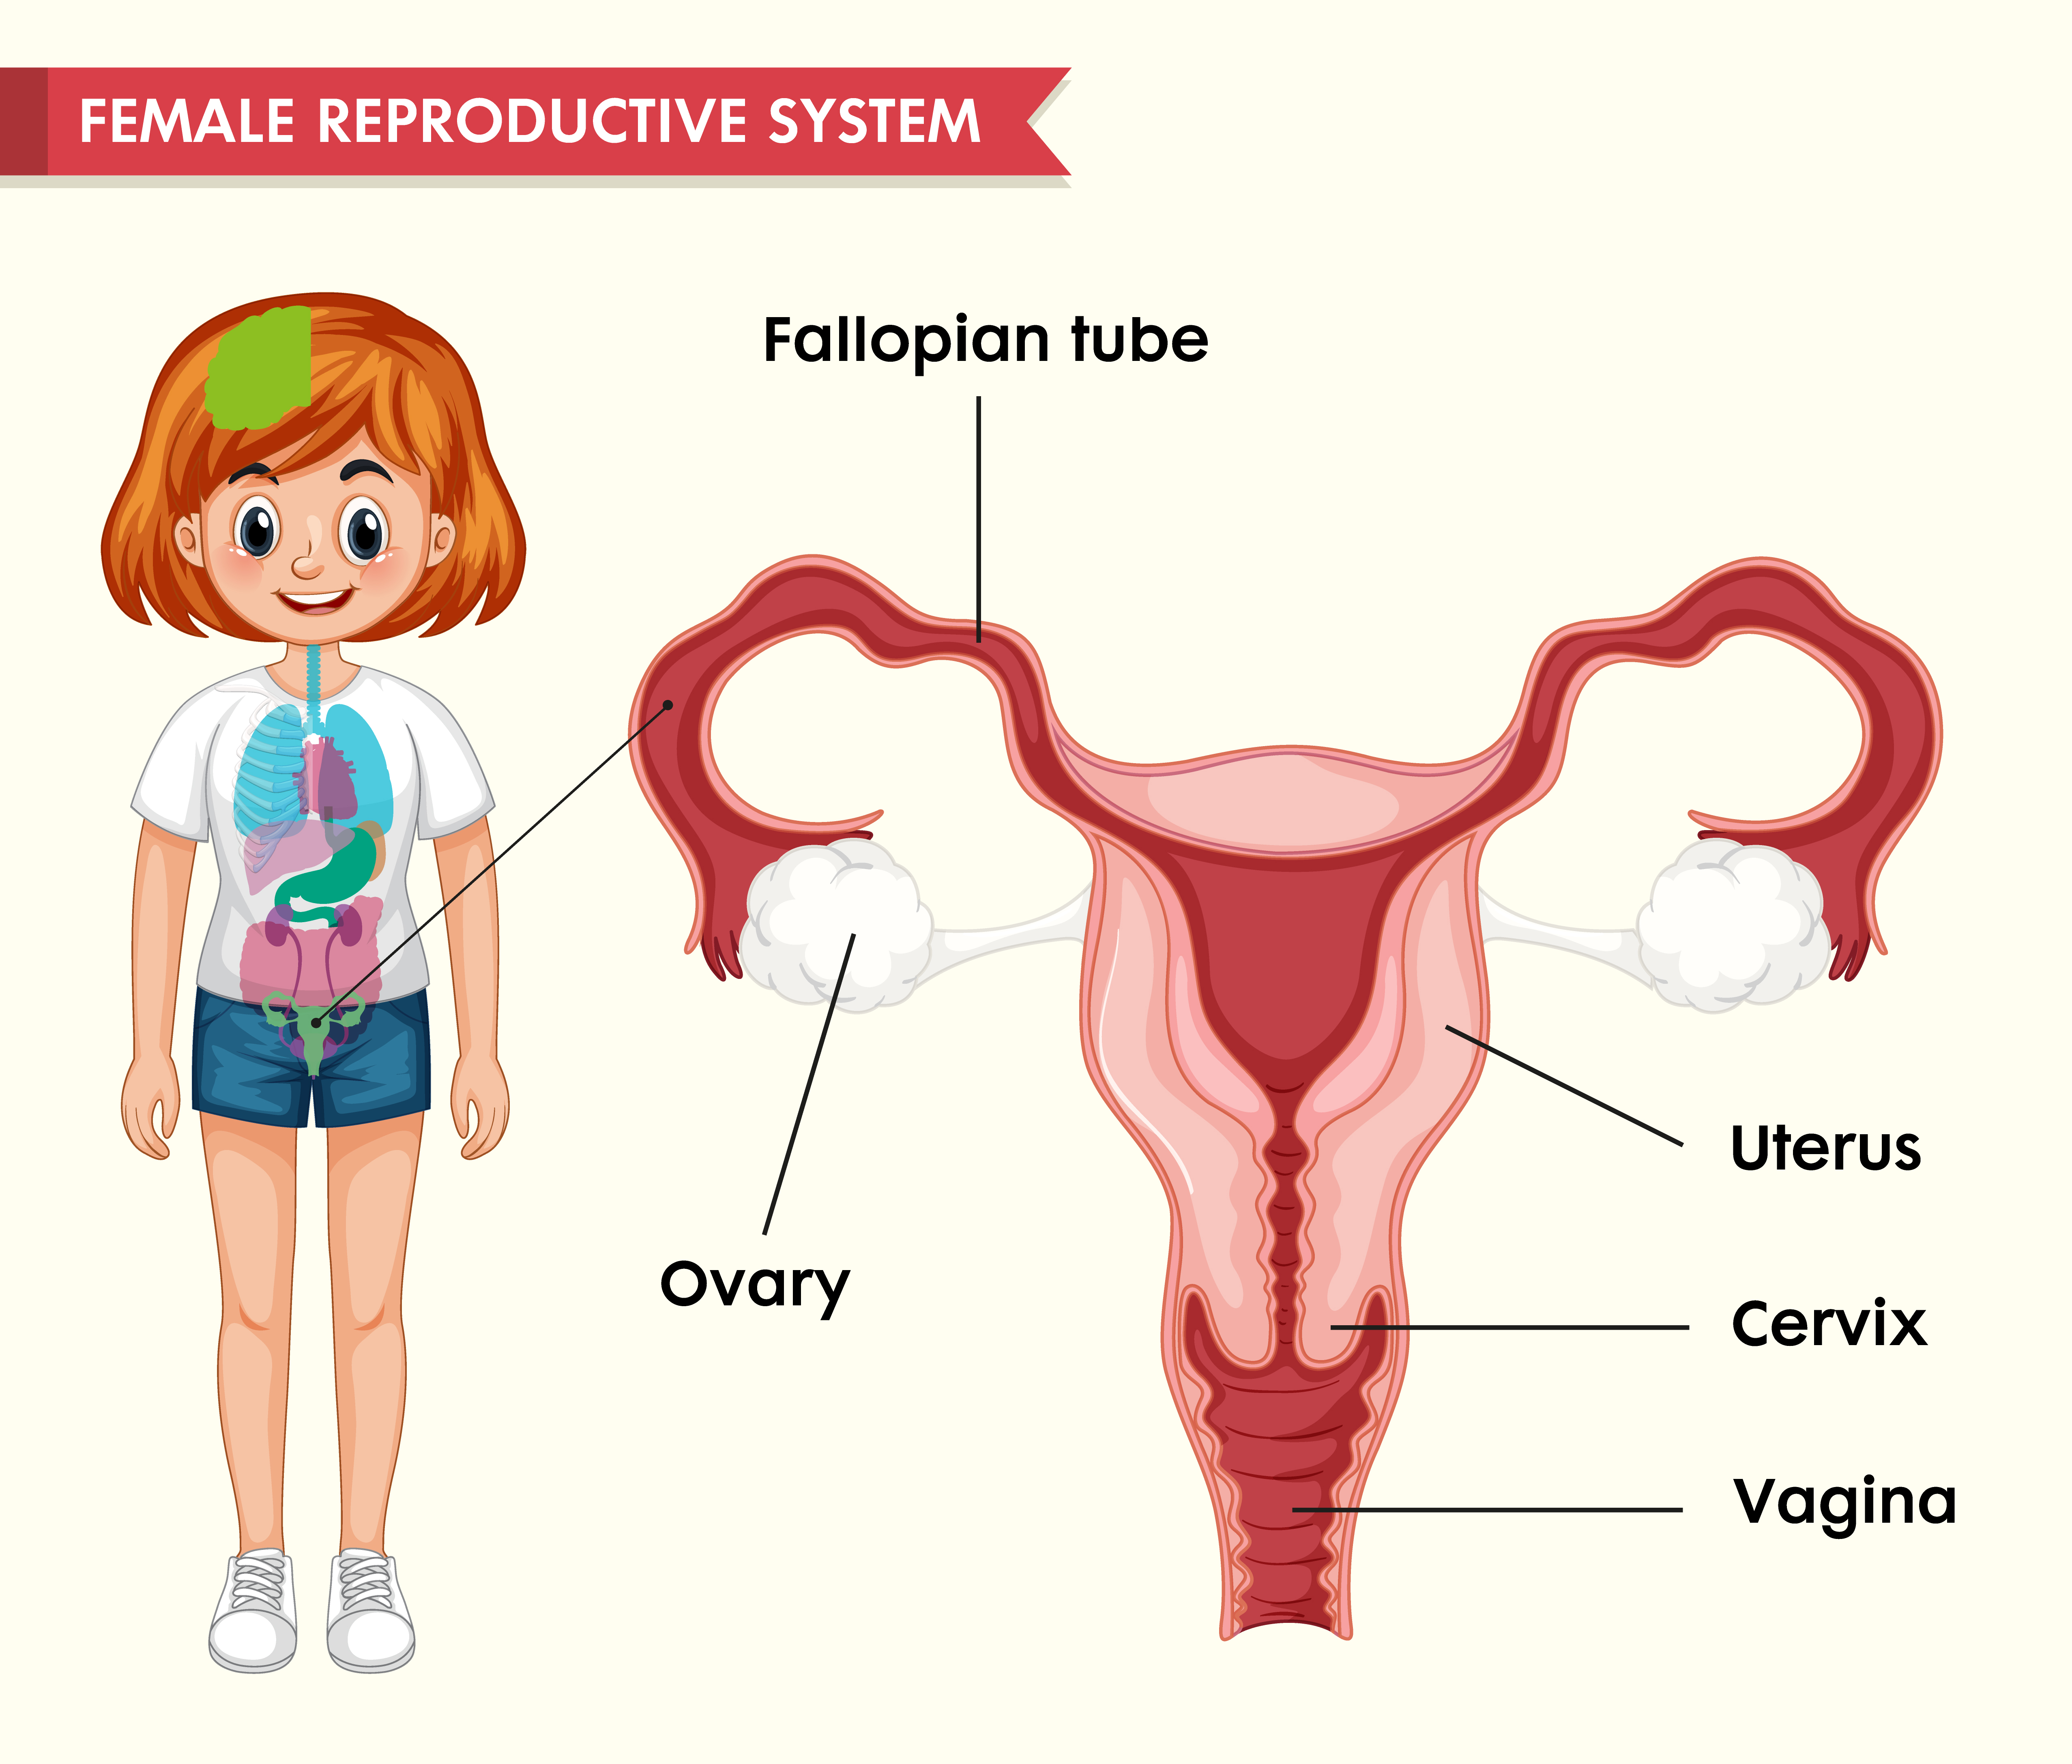 FEMALE REPRODUCTIVE SYSTEM
Fallopian tube
Ovary
Uterus
Cervix
Vagina